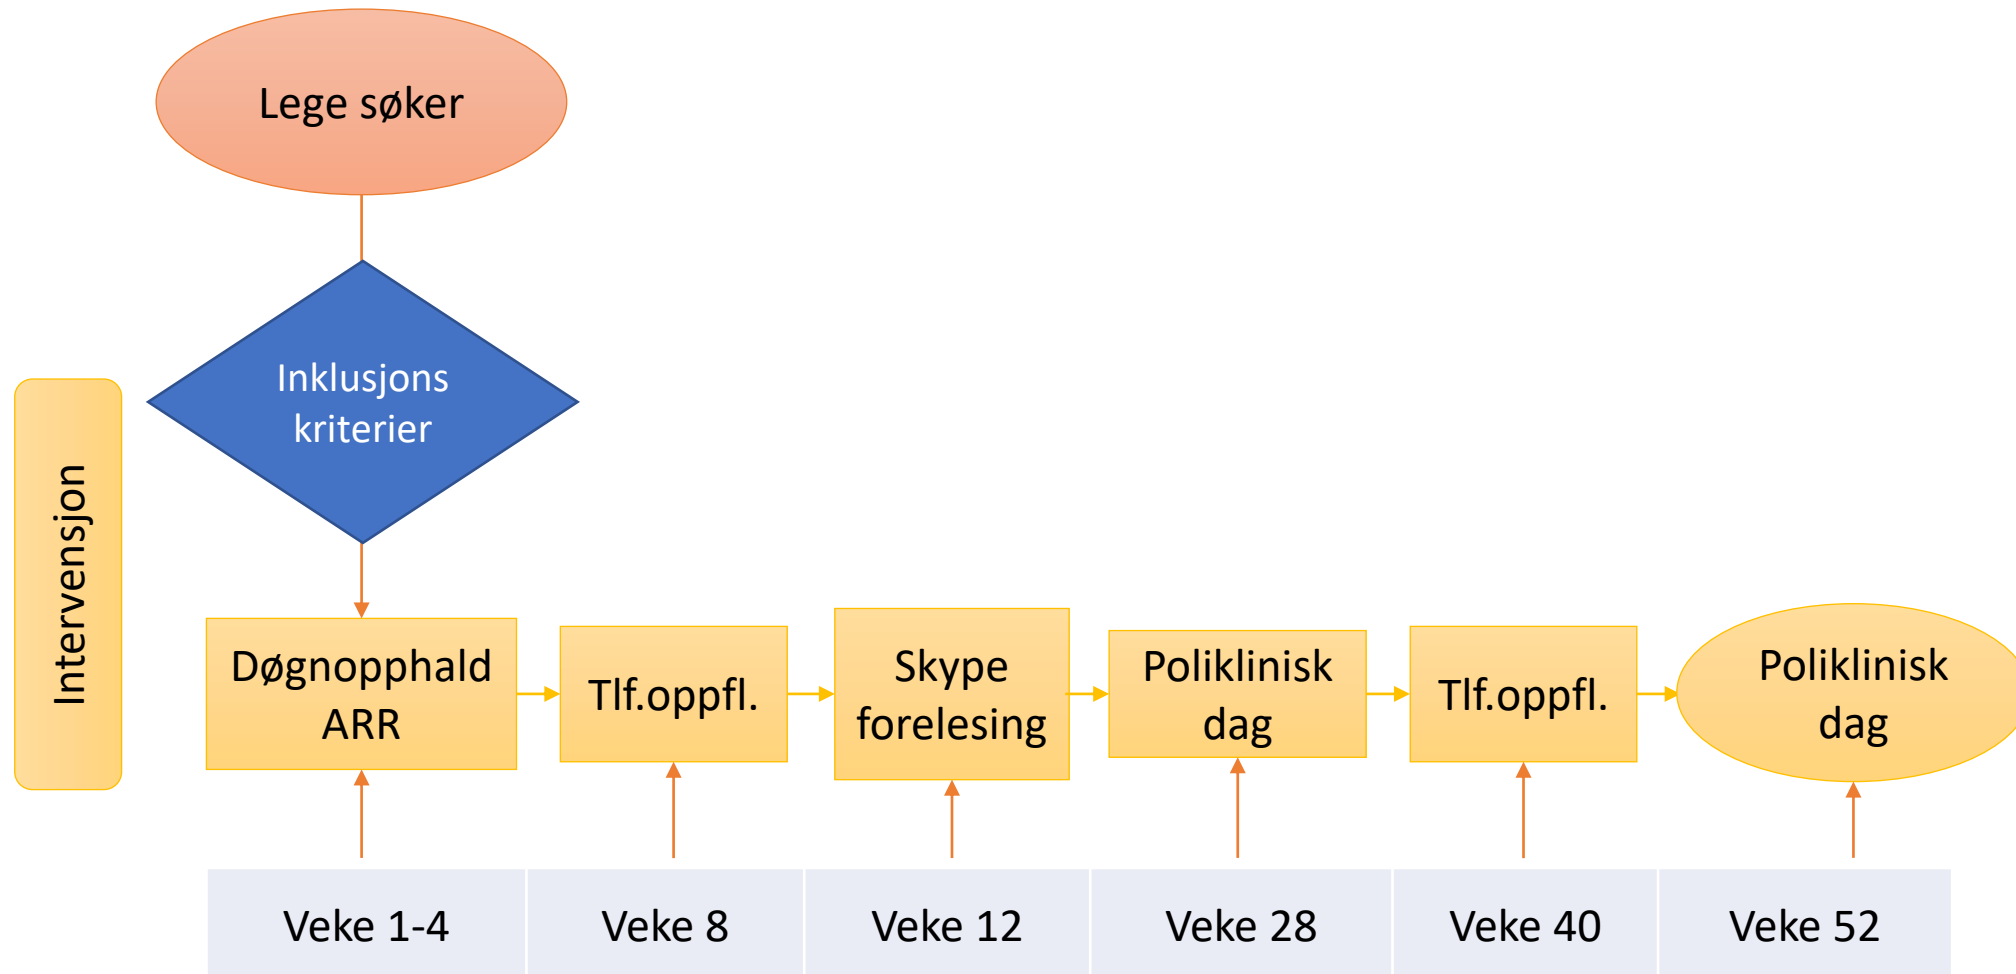 Lege søker
Inklusjons
kriterier
Intervensjon
Døgnopphald
ARR
Tlf.oppfl.
Skype
forelesing
Poliklinisk
dag
Tlf.oppfl.
Poliklinisk
dag
Veke 1-4
Veke 8
Veke 12
Veke 28
Veke 40
Veke 52